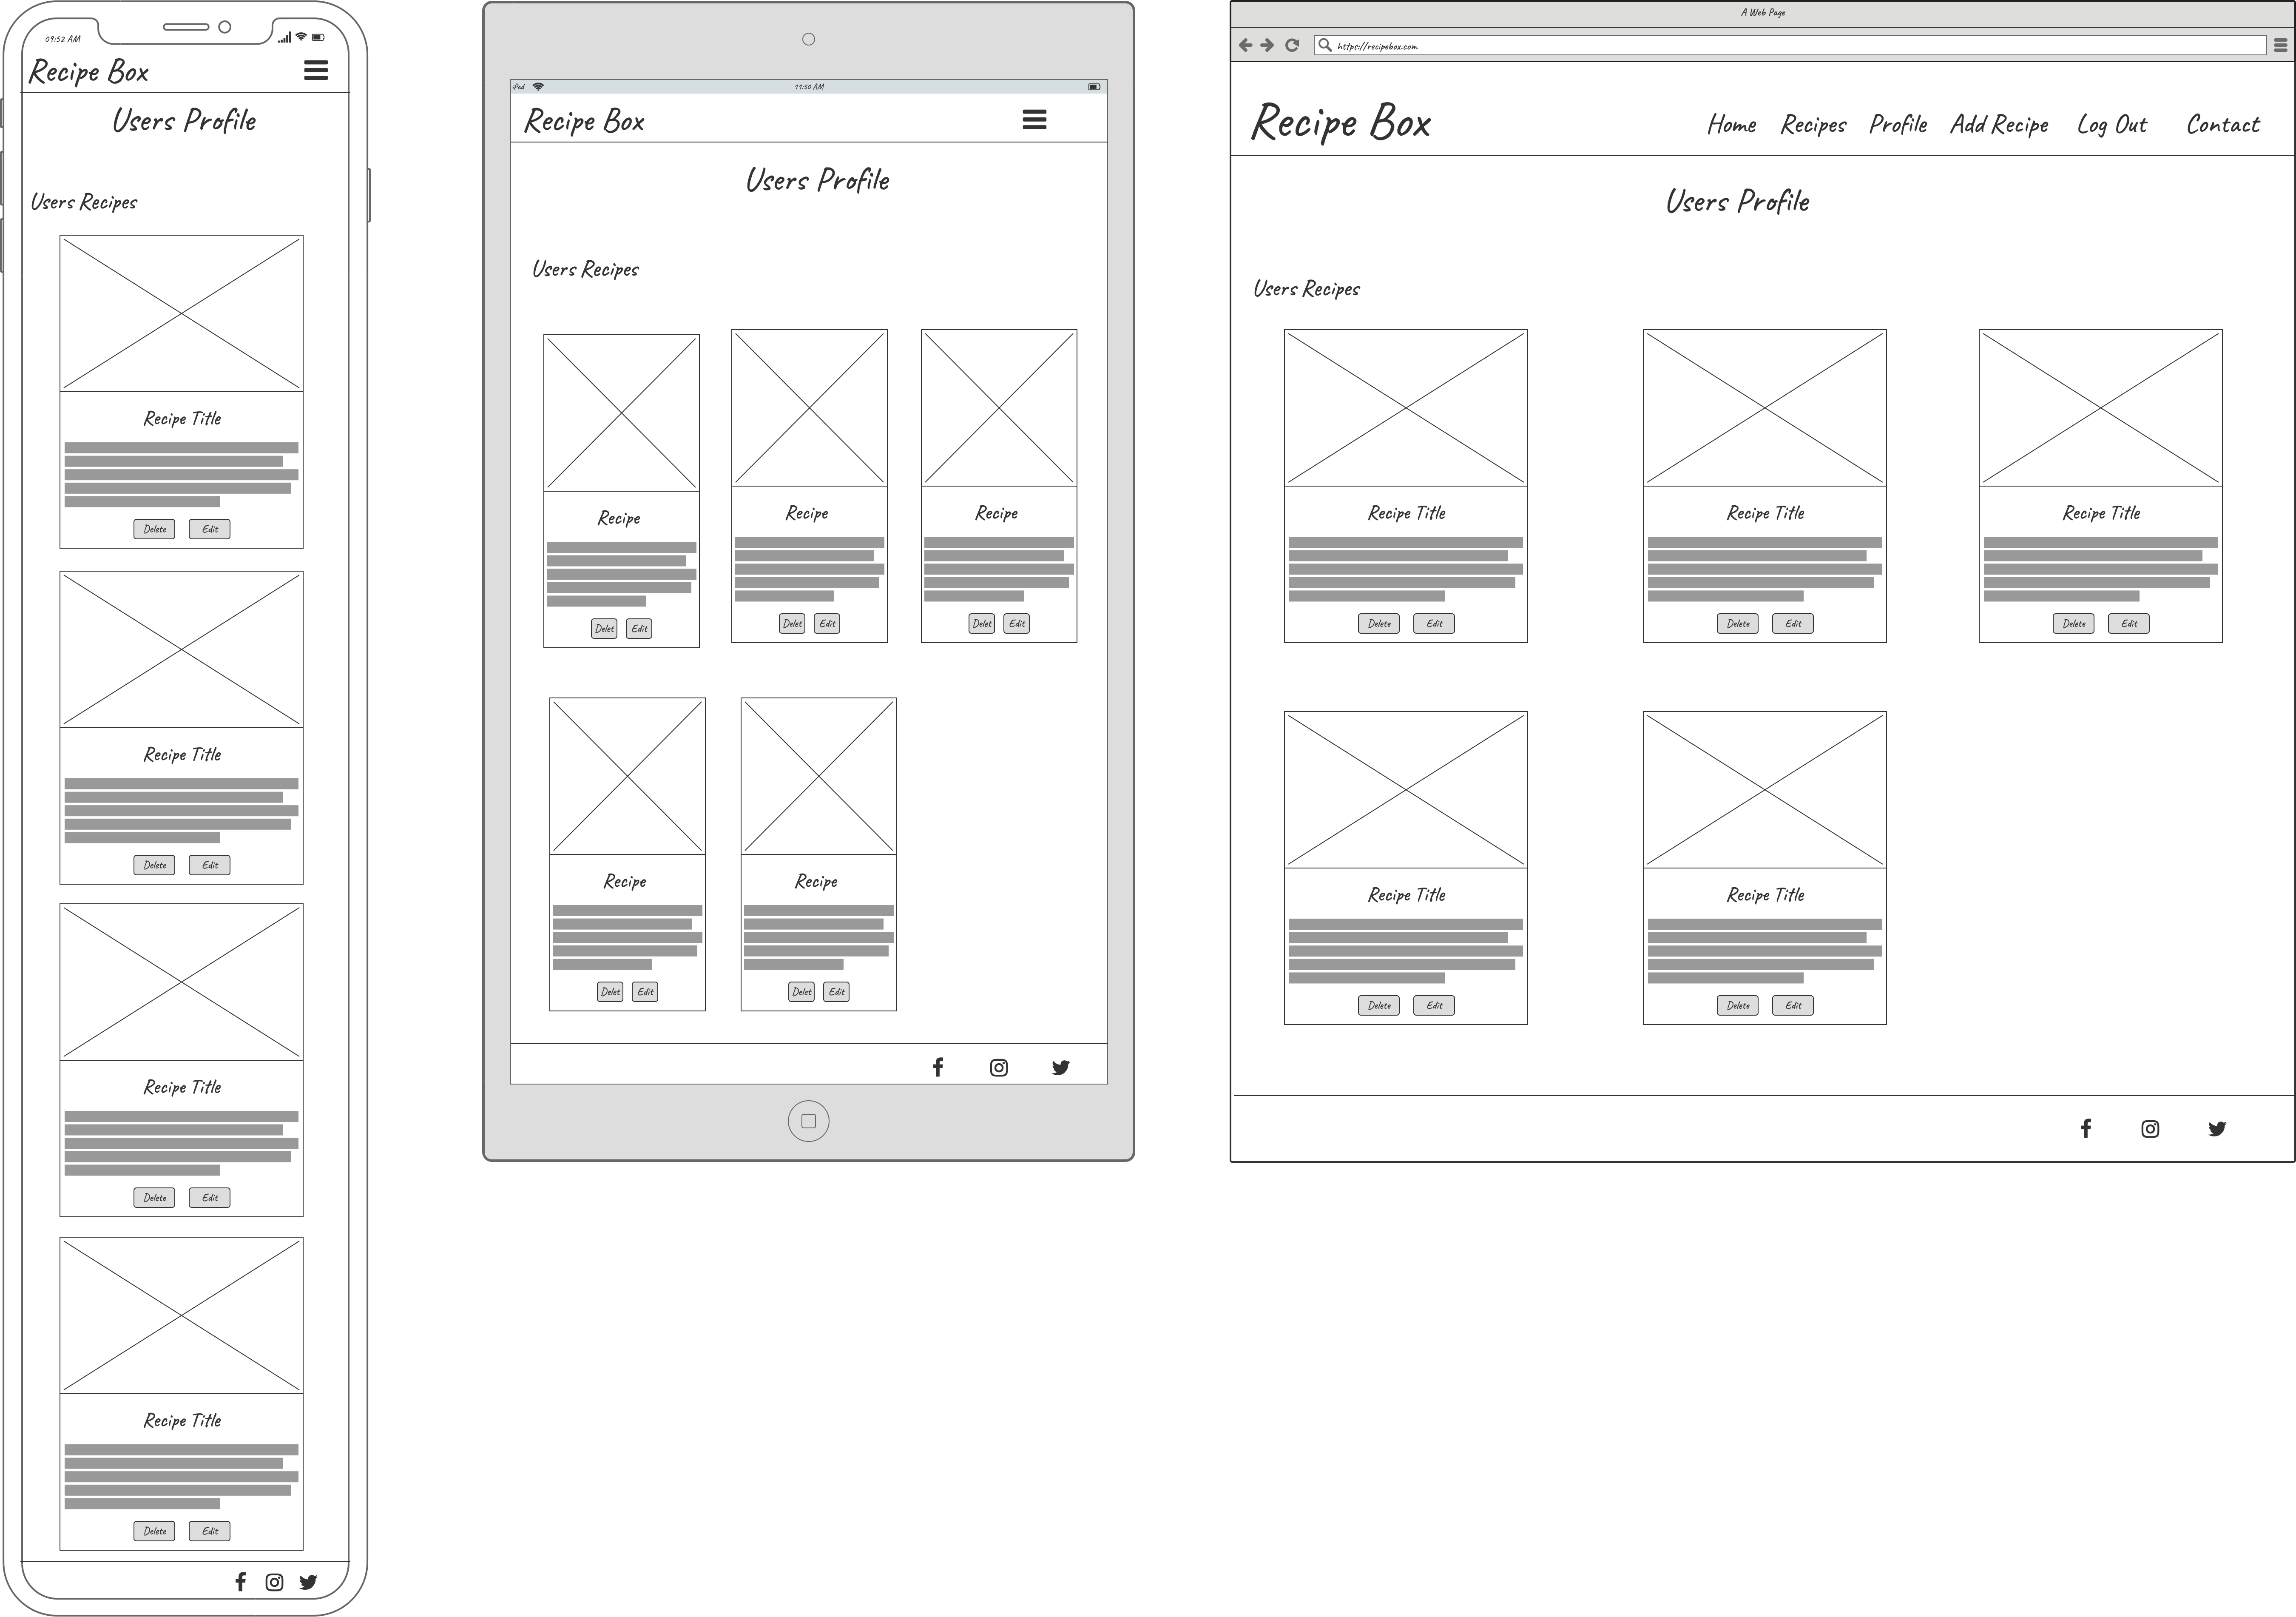 09:52 AM
Recipe Box
Users Profile
Users Recipes
Recipe Title
Delete Edit
Recipe Title
Delete Edit
Recipe Title
Delete Edit
Recipe Title
Delete Edit
iPad 11:30 AM
Recipe Box
Users Profile
Users Recipes
Recipe Recipe Recipe
Delet Edit Delet Edit Delet Edit
Recipe Recipe
Delet Edit Delet Edit
A Web Page
https://recipebox.com
Recipe Box Home Recipes Profile Add Recipe Log Out Contact
Users Profile
Users Recipes
Recipe Title Recipe Title Recipe Title
Delete Edit Delete Edit Delete Edit
Recipe Title Recipe Title
Delete Edit Delete Edit